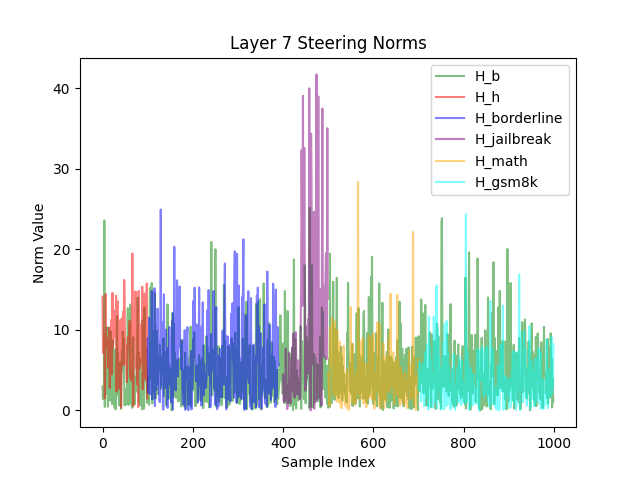 Layer 7 Steering Norms
H_b
H_h
H_borderline
H_jailbreak
H_math
H_gsm8k
Norm Value
40
30
20
10
0
0
200
400
600
800
1000
Sample Index